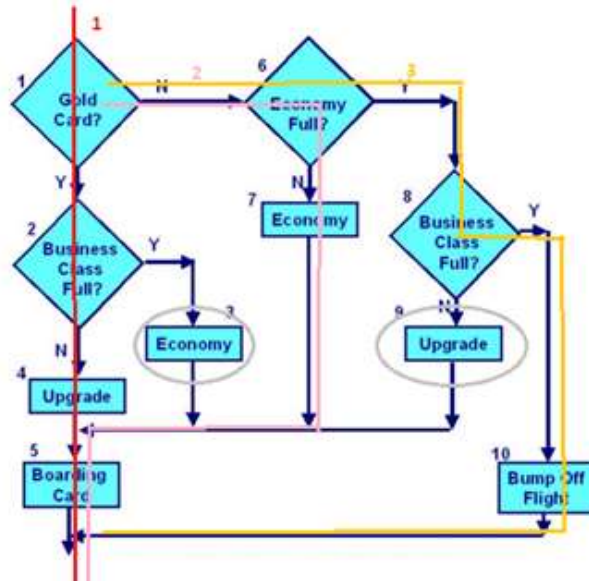 1
1
Gold
Card?
N
2
6
Economy
Full?
Y
3
Y
N
7
Economy
2
Business
Class
Full?
Y
8
Business
Class
Full?
Y
3
Economy
N
9
Upgrade
N
4
Upgrade
5
Boarding
Card
10
Bump Off
Flight